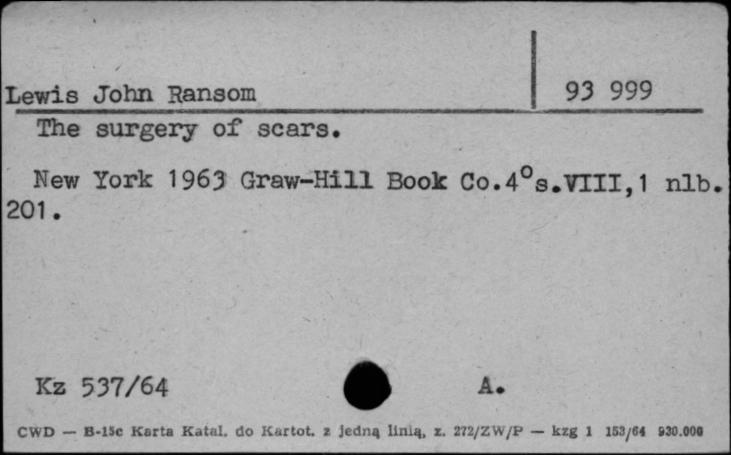 Lewis John Ransom 93 999
The surgery of scars.
New York 1963 Graw-Hill Book Co.4°s.VIII,1 nlb.
201.
Kz 537/64 A.
CWD — B-15c Karta Katal. do Kartot. z jedną linią, z. 272/ZW/P — kzg 1 153/64 930.000